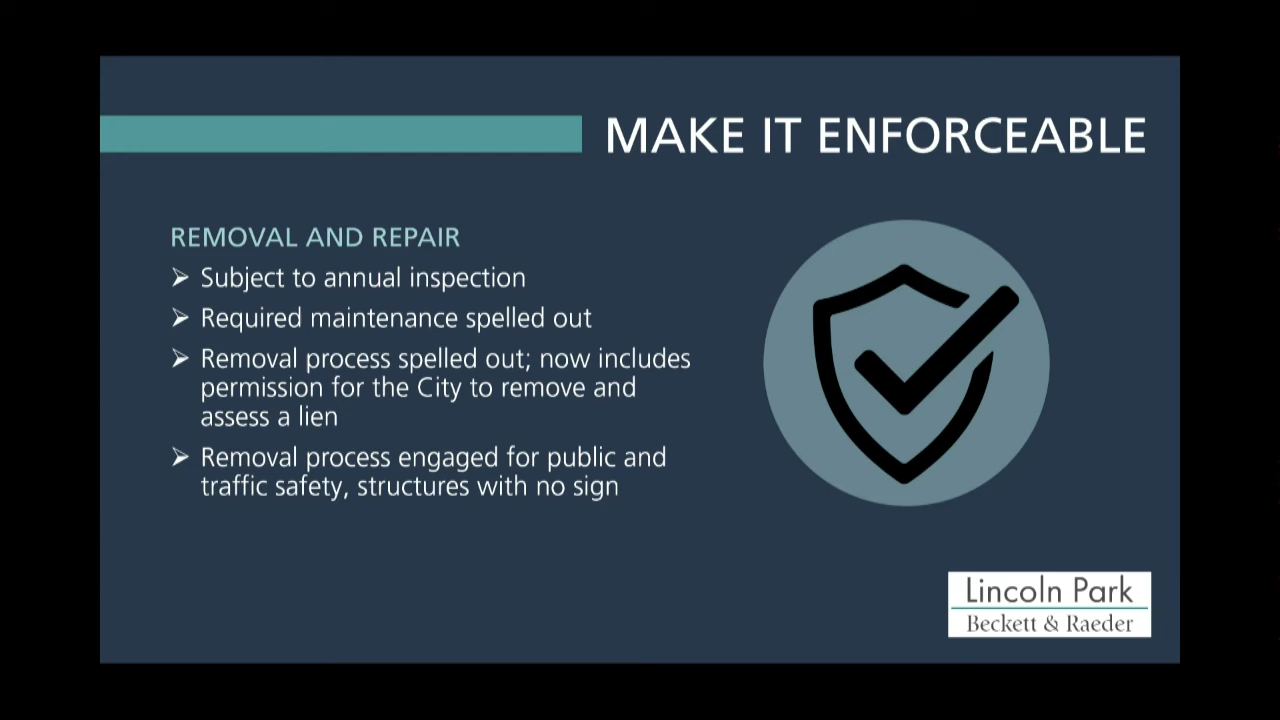 MAKE IT ENFORCEABLE
REMOVAL AND REPAIR
➢ Subject to annual inspection
➢ Required maintenance spelled out
➢ Removal process spelled out; now includes
permission for the City to remove and
assess a lien
➢ Removal process engaged for public and
traffic safety, structures with no sign
Lincoln Park
Beckett & Raeder